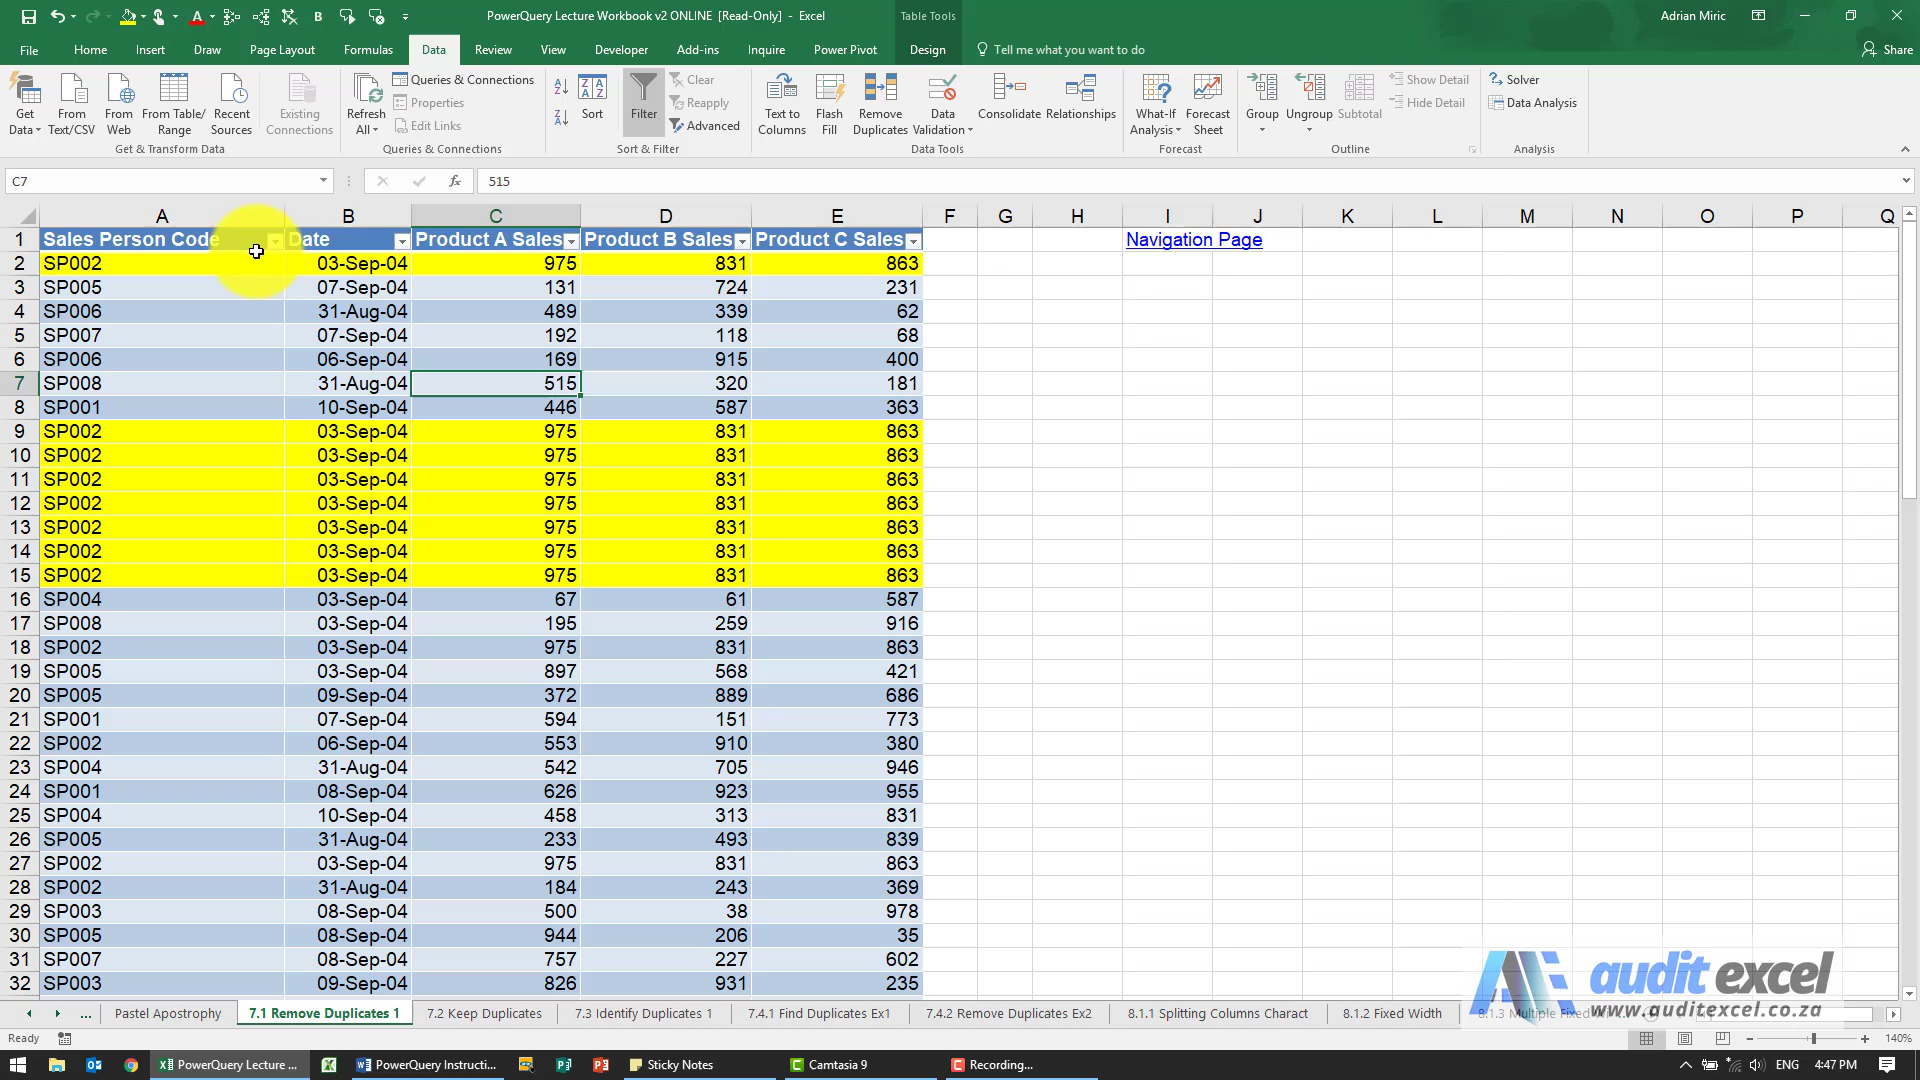 PowerQuery Lecture Workbook v2 ONLINE [Read-Only] - Excel
Table Tools
Adrian Miric
File Home Insert Draw Page Layout Formulas Data Review View Developer Add-ins Inquire Power Pivot Design Tell me what you want to do Share
Get Data
From Text/CSV
From Web
From Table/ Range
Recent Sources
Existing Connections
Get & Transform Data
Refresh All
Queries & Connections
Properties
Edit Links
Queries & Connections
Sort
Filter
Clear
Reapply
Advanced
Sort & Filter
Text to Columns
Flash Fill
Remove Duplicates
Data Validation
Consolidate
Relationships
Data Tools
What-If Analysis
Forecast Sheet
Forecast
Group
Ungroup
Subtotal
Show Detail
Hide Detail
Outline
Solver
Data Analysis
Analysis
C7 fx 515
A B C D E F G H I J K L M N O P Q
1 Sales Person Code Date Product A Sales Product B Sales Product C Sales Navigation Page
2 SP002 03-Sep-04 975 831 863
3 SP005 07-Sep-04 131 724 231
4 SP006 31-Aug-04 489 339 62
5 SP007 07-Sep-04 192 118 68
6 SP006 06-Sep-04 169 915 400
7 SP008 31-Aug-04 515 320 181
8 SP001 10-Sep-04 446 587 363
9 SP002 03-Sep-04 975 831 863
10 SP002 03-Sep-04 975 831 863
11 SP002 03-Sep-04 975 831 863
12 SP002 03-Sep-04 975 831 863
13 SP002 03-Sep-04 975 831 863
14 SP002 03-Sep-04 975 831 863
15 SP002 03-Sep-04 975 831 863
16 SP004 03-Sep-04 67 61 587
17 SP008 03-Sep-04 195 259 916
18 SP002 03-Sep-04 975 831 863
19 SP005 03-Sep-04 897 568 421
20 SP005 09-Sep-04 372 889 686
21 SP001 07-Sep-04 594 151 773
22 SP002 06-Sep-04 553 910 380
23 SP004 31-Aug-04 542 705 946
24 SP001 08-Sep-04 626 923 955
25 SP004 10-Sep-04 458 313 831
26 SP005 31-Aug-04 233 493 839
27 SP002 03-Sep-04 975 831 863
28 SP002 31-Aug-04 184 243 369
29 SP003 08-Sep-04 500 38 978
30 SP005 08-Sep-04 944 206 35
31 SP007 08-Sep-04 757 227 602
32 SP003 09-Sep-04 826 931 235
audit excel
www.auditexcel.co.za
... Pastel Apostrophy 7.1 Remove Duplicates 1 7.2 Keep Duplicates 7.3 Identify Duplicates 1 7.4.1 Find Duplicates Ex1 7.4.2 Remove Duplicates Ex2 8.1.1 Splitting Columns Charact 8.1.2 Fixed Width 8.1.3 Multiple Fixed
Ready 140%
PowerQuery Lecture ... PowerQuery Instructi... Sticky Notes Camtasia 9 Recording... ENG 4:47 PM